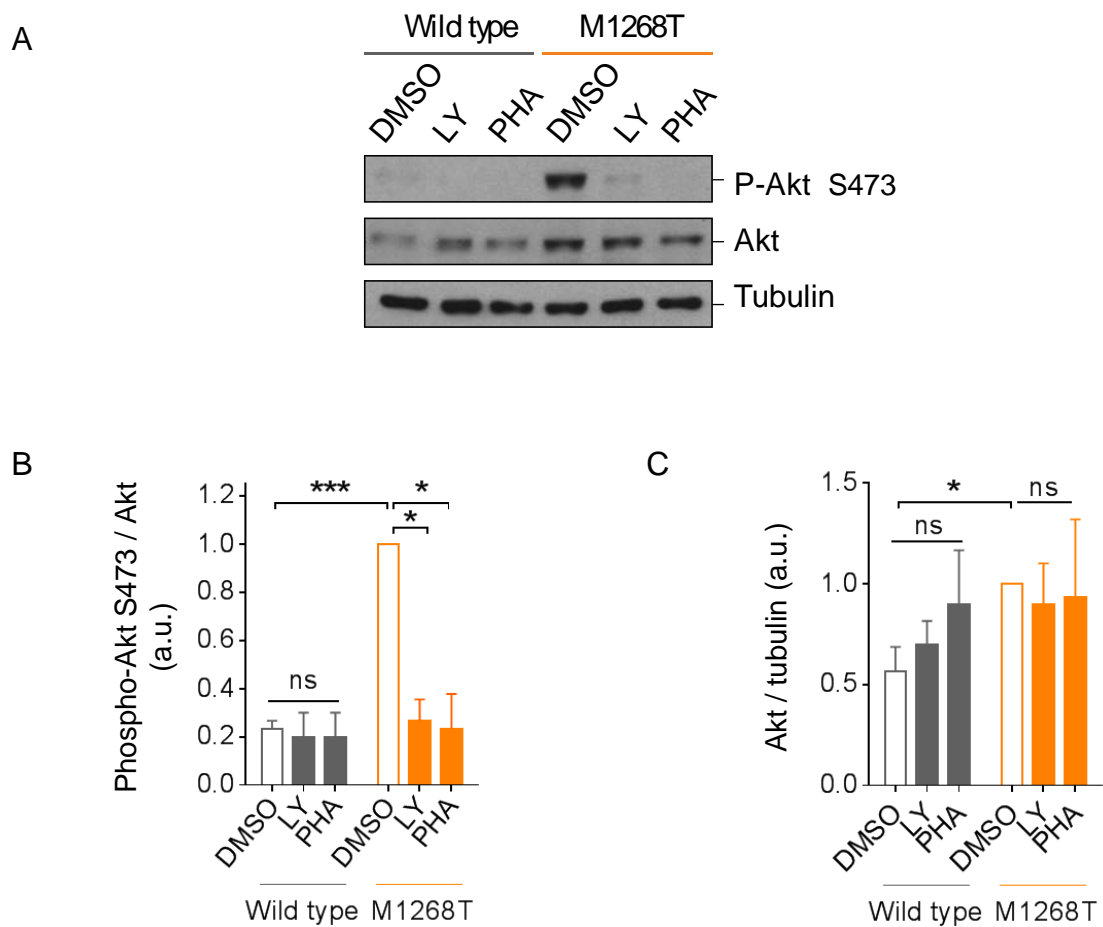 A
Wild type M1268T
DMSO LY PHA DMSO LY PHA
P-Akt S473
Akt
Tubulin
B
Phospho-Akt S473 / Akt
(a.u.)
1.2
1.0
0.8
0.6
0.4
0.2
0.0
*** *
*
ns
DMSO LY PHA DMSO LY PHA
Wild type M1268T
C
Akt / tubulin (a.u.)
1.5
1.0
0.5
0.0
* ns
ns
DMSO LY PHA DMSO LY PHA
Wild type M1268T